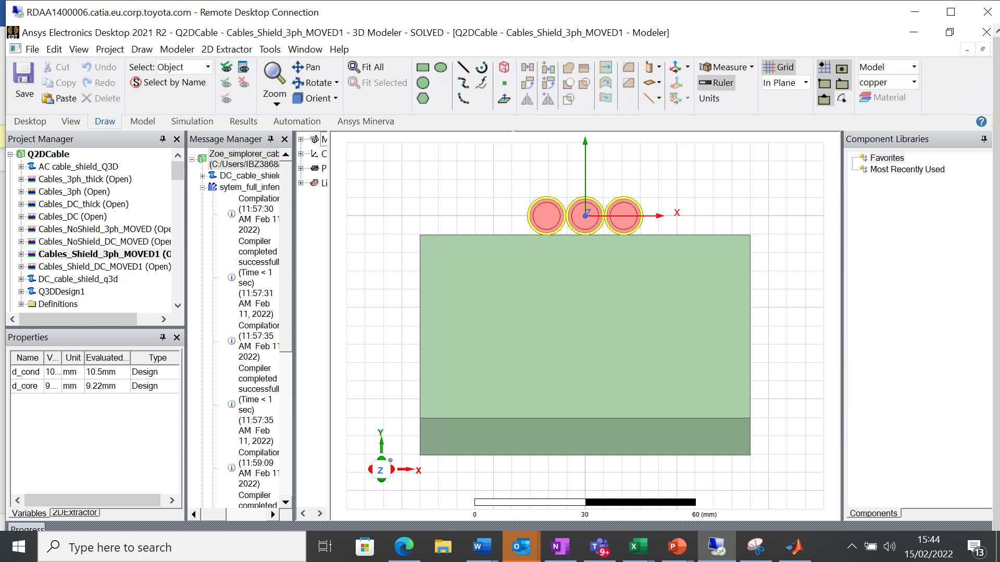 RDAA1400006.catia.eu.corp.toyota.com - Remote Desktop Connection
Ansys Electronics Desktop 2021 R2 - Q2DCable - Cables_Shield_3ph_MOVED1 - 3D Modeler - SOLVED - [Q2DCable - Cables_Shield_3ph_MOVED1 - Modeler]
File Edit View Project Draw Modeler 2D Extractor Tools Window Help
Save
Cut
Copy
Paste
Undo
Redo
Delete
Select: Object
Select by Name
Zoom
Pan
Rotate
Orient
Fit All
Fit Selected
Measure
Ruler
Units
Grid
In Plane
Model
copper
Material
Desktop View Draw Model Simulation Results Automation Ansys Minerva
Project Manager
Q2DCable
AC cable_shield_Q3D
Cables_3ph_thick (Open)
Cables_3ph (Open)
Cables_DC_thick (Open)
Cables_DC (Open)
Cables_NoShield_3ph_MOVED (Ope
Cables_NoShield_DC_MOVED (Oper
Cables_Shield_3ph_MOVED1 (O
Cables_Shield_DC_MOVED1 (Open)
DC_cable_shield_q3d
Q3DDesign1
Definitions
Properties
Name V... Unit Evaluated... Type
d_cond 10... mm 10.5mm Design
d_core 9.... mm 9.22mm Design
Variables 2DExtractor
Progress
Message Manager
Zoe_simplorer_cab
(C:/Users/IBZ3868/
DC_cable_shiel
sytem_full_infen
Compilation
(11:57:30
AM Feb 11
2022)
Compiler
completed
successfull
(Time < 1
sec)
(11:57:31
AM Feb
11, 2022)
Compilation
(11:57:35
AM Feb 11
2022)
Compiler
completed
successfull
(Time < 1
sec)
(11:57:35
AM Feb
11, 2022)
Compilation
(11:59:09
AM Feb 11
2022)
Compiler
completed
M
C
P
Li
Z
X
Y
Z
X
0 30 60 (mm)
Component Libraries
Favorites
Most Recently Used
Components
Type here to search
9+
15:44
15/02/2022
13